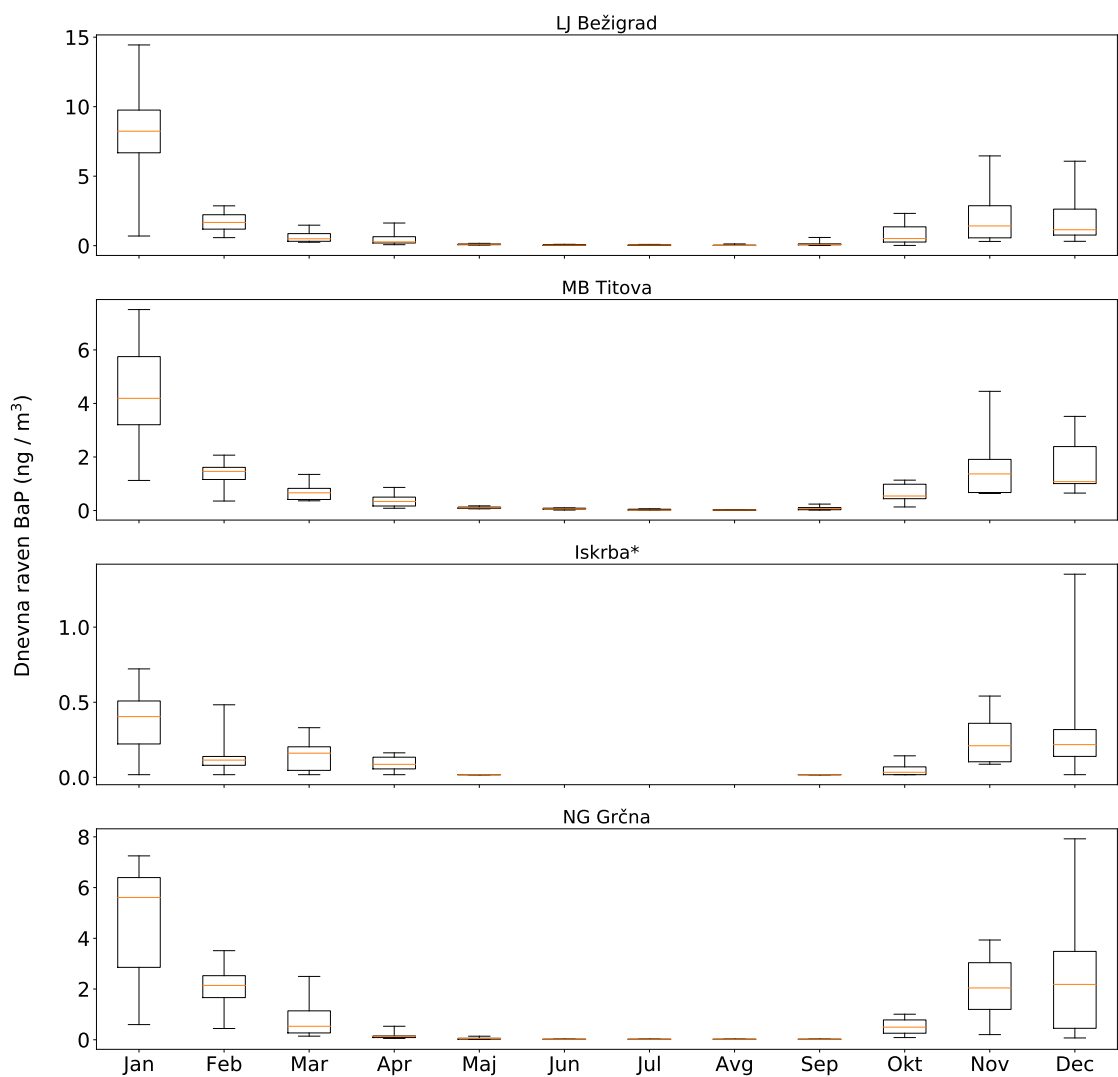 LJ Bežigrad
15
10
5
0
MB Titova
6
4
2
0
Dnevna raven BaP (ng / m³)
Iskrba*
1.0
0.5
0.0
NG Grčna
8
6
4
2
0
Jan Feb Mar Apr Maj Jun Jul Avg Sep Okt Nov Dec